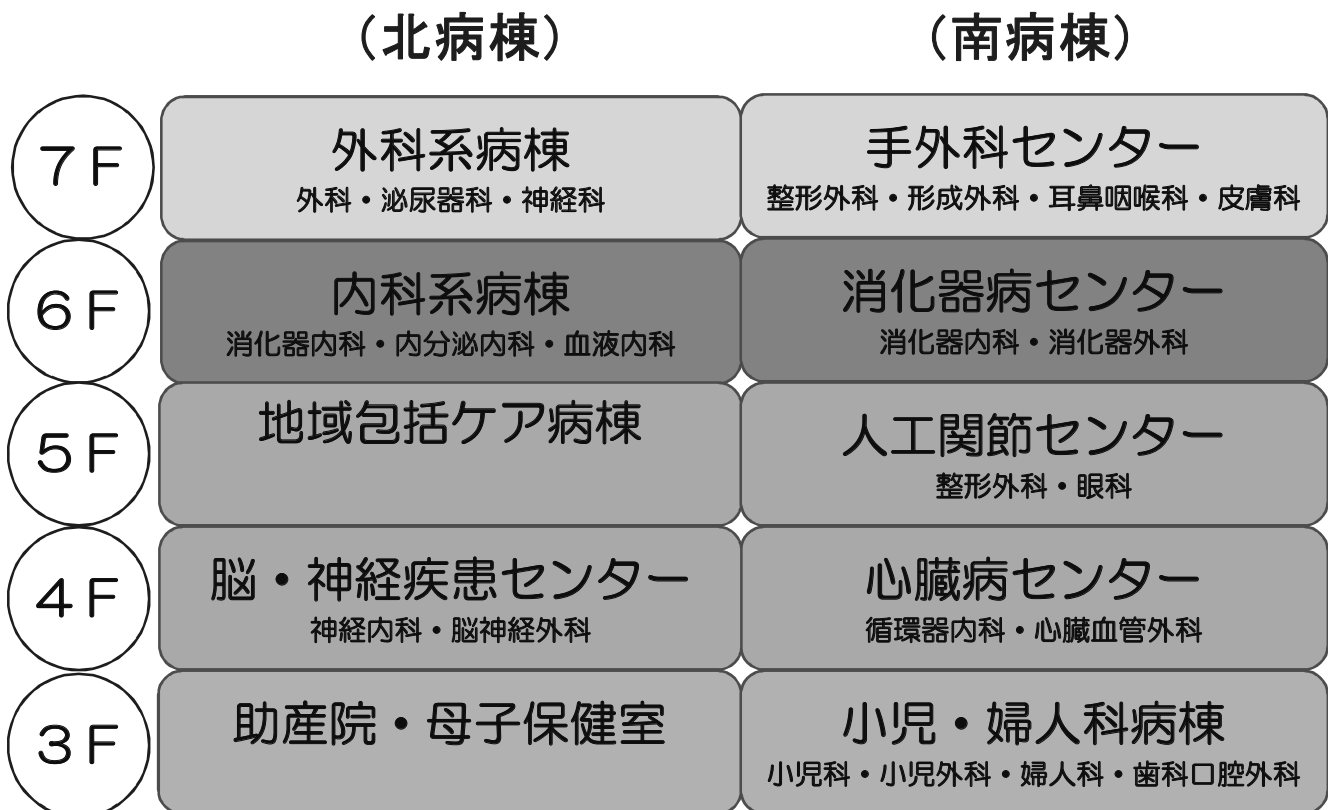 （北病棟）
（南病棟）
7F
外科系病棟
外科・泌尿器科・神経科
手外科センター
整形外科・形成外科・耳鼻咽喉科・皮膚科
6F
内科系病棟
消化器内科・内分泌内科・血液内科
消化器病センター
消化器内科・消化器外科
5F
地域包括ケア病棟
人工関節センター
整形外科・眼科
4F
脳・神経疾患センター
神経内科・脳神経外科
心臓病センター
循環器内科・心臓血管外科
3F
助産院・母子保健室
小児・婦人科病棟
小児科・小児外科・婦人科・歯科口腔外科